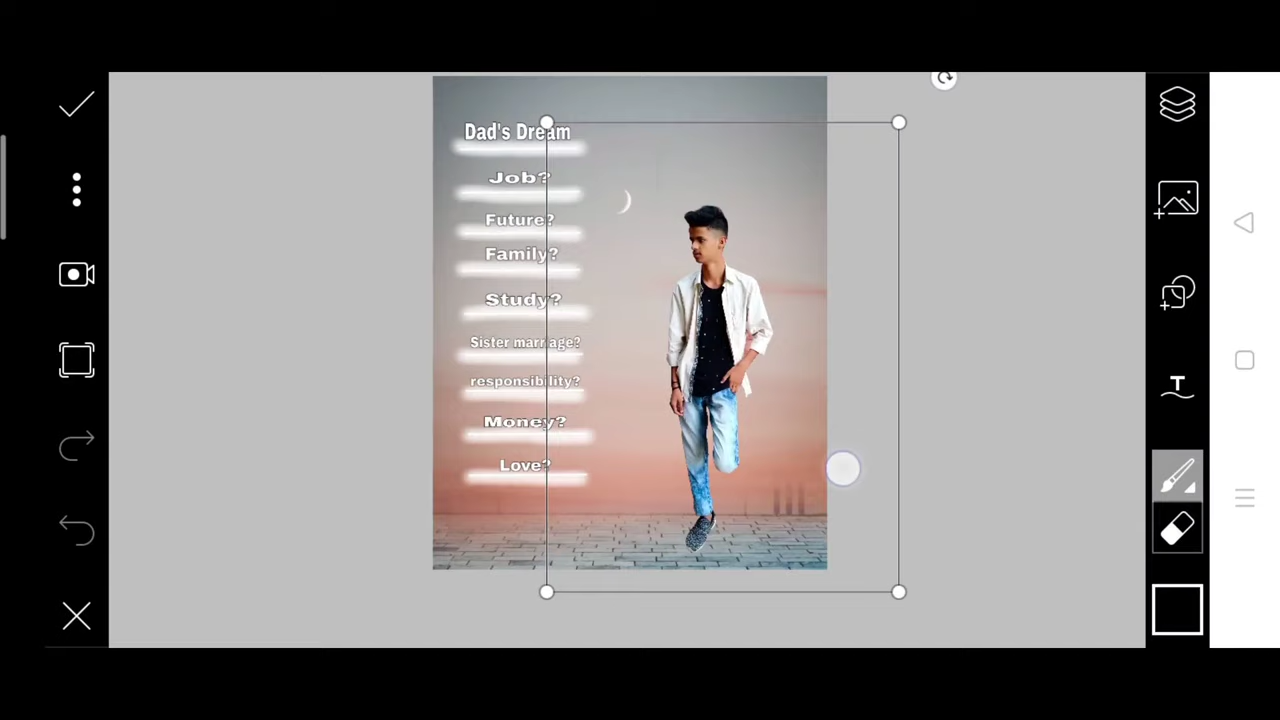 Dad's Dream
Job?
Future?
Family?
Study?
Sister marriage?
responsibility?
Money?
Love?
T